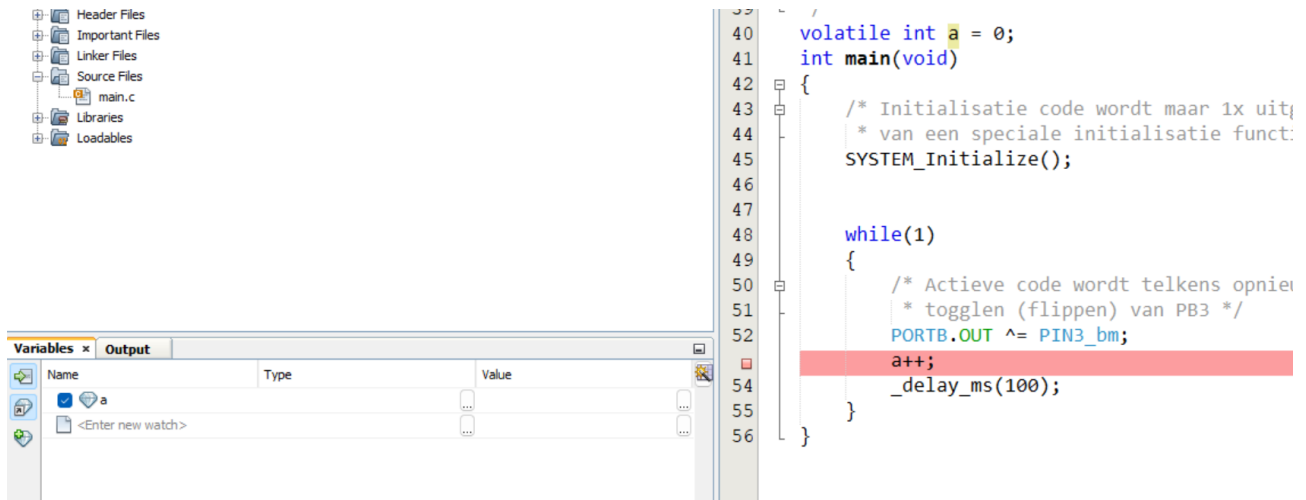 Header Files
Important Files
Linker Files
Source Files
main.c
Libraries
Loadables
Variables × Output
Name Type Value
a ... ...
<Enter new watch> ... ...
39 */
40 volatile int a = 0;
41 int main(void)
42 {
43 /* Initialisatie code wordt maar 1x
44 * van een speciale initialisatie
45 SYSTEM_Initialize();
46
47
48 while(1)
49 {
50 /* Actieve code wordt telkens
51 * togglen (flippen) van PB3 */
52 PORTB.OUT ^= PIN3_bm;
a++;
54 _delay_ms(100);
55 }
56 }